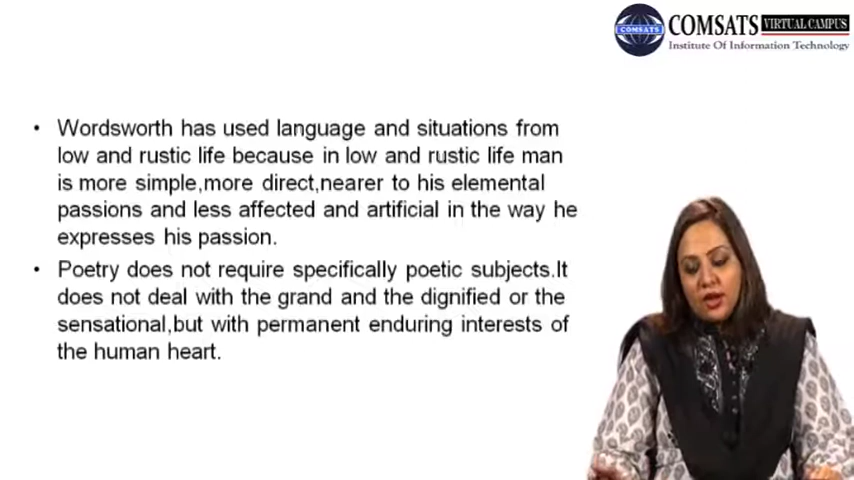 COMSATS VIRTUAL CAMPUS
COMSATS
Institute Of Information Technology
• Wordsworth has used language and situations from
low and rustic life because in low and rustic life man
is more simple,more direct,nearer to his elemental
passions and less affected and artificial in the way he
expresses his passion.
• Poetry does not require specifically poetic subjects.It
does not deal with the grand and the dignified or the
sensational,but with permanent enduring interests of
the human heart.